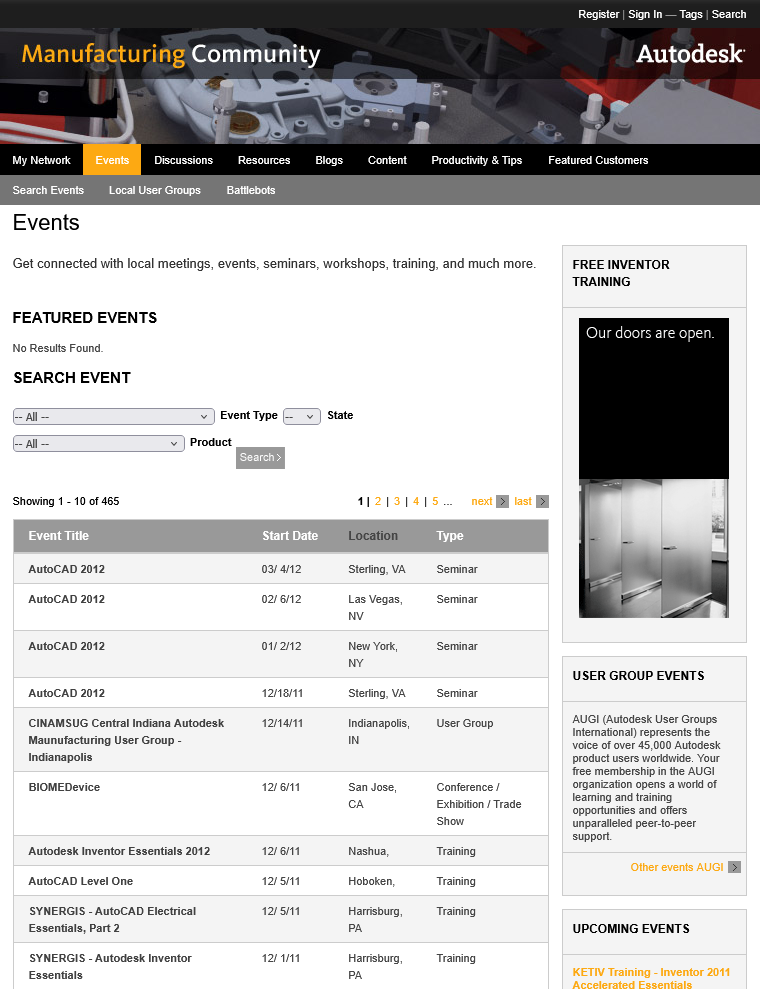 Register | Sign In — Tags | Search
Manufacturing Community
Autodesk
My Network Events Discussions Resources Blogs Content Productivity & Tips Featured Customers
Search Events Local User Groups Battlebots
Events
Get connected with local meetings, events, seminars, workshops, training, and much more.
FEATURED EVENTS
No Results Found.
SEARCH EVENT
-- All -- Event Type -- State
-- All -- Product
Search
Showing 1 - 10 of 465
1 | 2 | 3 | 4 | 5 ... next last
Event Title Start Date Location Type
AutoCAD 2012 03/ 4/12 Sterling, VA Seminar
AutoCAD 2012 02/ 6/12 Las Vegas, Seminar
NV
AutoCAD 2012 01/ 2/12 New York, Seminar
NY
AutoCAD 2012 12/18/11 Sterling, VA Seminar
CINAMSUG Central Indiana Autodesk 12/14/11 Indianapolis, User Group
Maunufacturing User Group - IN
Indianapolis
BIOMEDevice 12/ 6/11 San Jose, Conference /
CA Exhibition / Trade
Show
Autodesk Inventor Essentials 2012 12/ 6/11 Nashua, Training
AutoCAD Level One 12/ 5/11 Hoboken, Training
SYNERGIS - AutoCAD Electrical 12/ 5/11 Harrisburg, Training
Essentials, Part 2 PA
SYNERGIS - Autodesk Inventor 12/ 1/11 Harrisburg, Training
Essentials PA
FREE INVENTOR
TRAINING
Our doors are open.
USER GROUP EVENTS
AUGI (Autodesk User Groups
International) represents the
voice of over 45,000 Autodesk
product users worldwide. Your
free membership in the AUGI
organization opens a world of
learning and training
opportunities and offers
unparalleled peer-to-peer
support.
Other events AUGI
UPCOMING EVENTS
KETIV Training - Inventor 2011
Accelerated Essentials